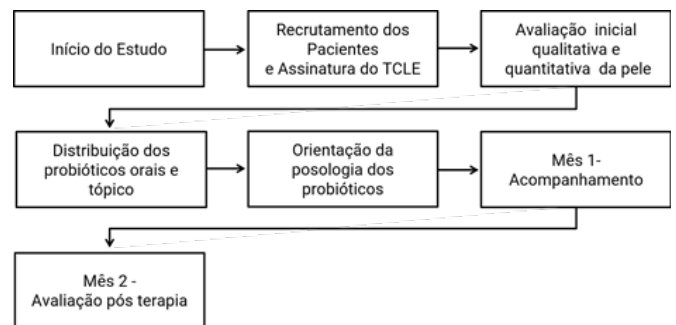 Início do Estudo
Recrutamento dos
Pacientes
e Assinatura do TCLE
Avaliação inicial
qualitativa e
quantitativa da pele
Distribuição dos
probióticos orais e
tópico
Orientação da
posologia dos
probióticos
Mês 1-
Acompanhamento
Mês 2 -
Avaliação pós terapia